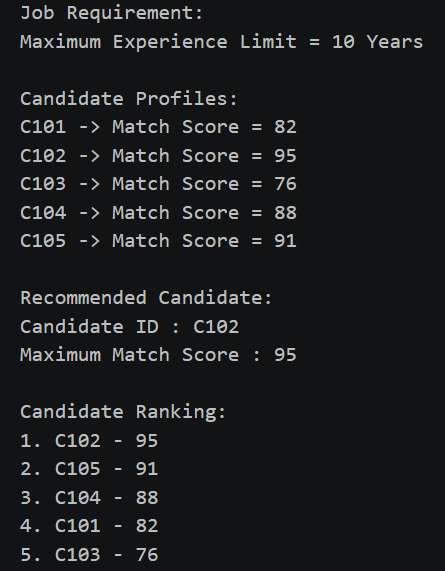 Job Requirement:
Maximum Experience Limit = 10 Years
Candidate Profiles:
C101 -> Match Score = 82
C102 -> Match Score = 95
C103 -> Match Score = 76
C104 -> Match Score = 88
C105 -> Match Score = 91
Recommended Candidate:
Candidate ID : C102
Maximum Match Score : 95
Candidate Ranking:
1. C102 - 95
2. C105 - 91
3. C104 - 88
4. C101 - 82
5. C103 - 76